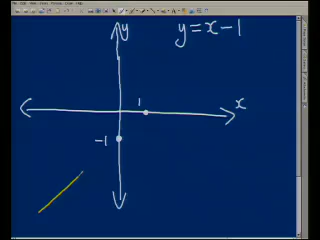 y
y = x - 1
1
x
-1